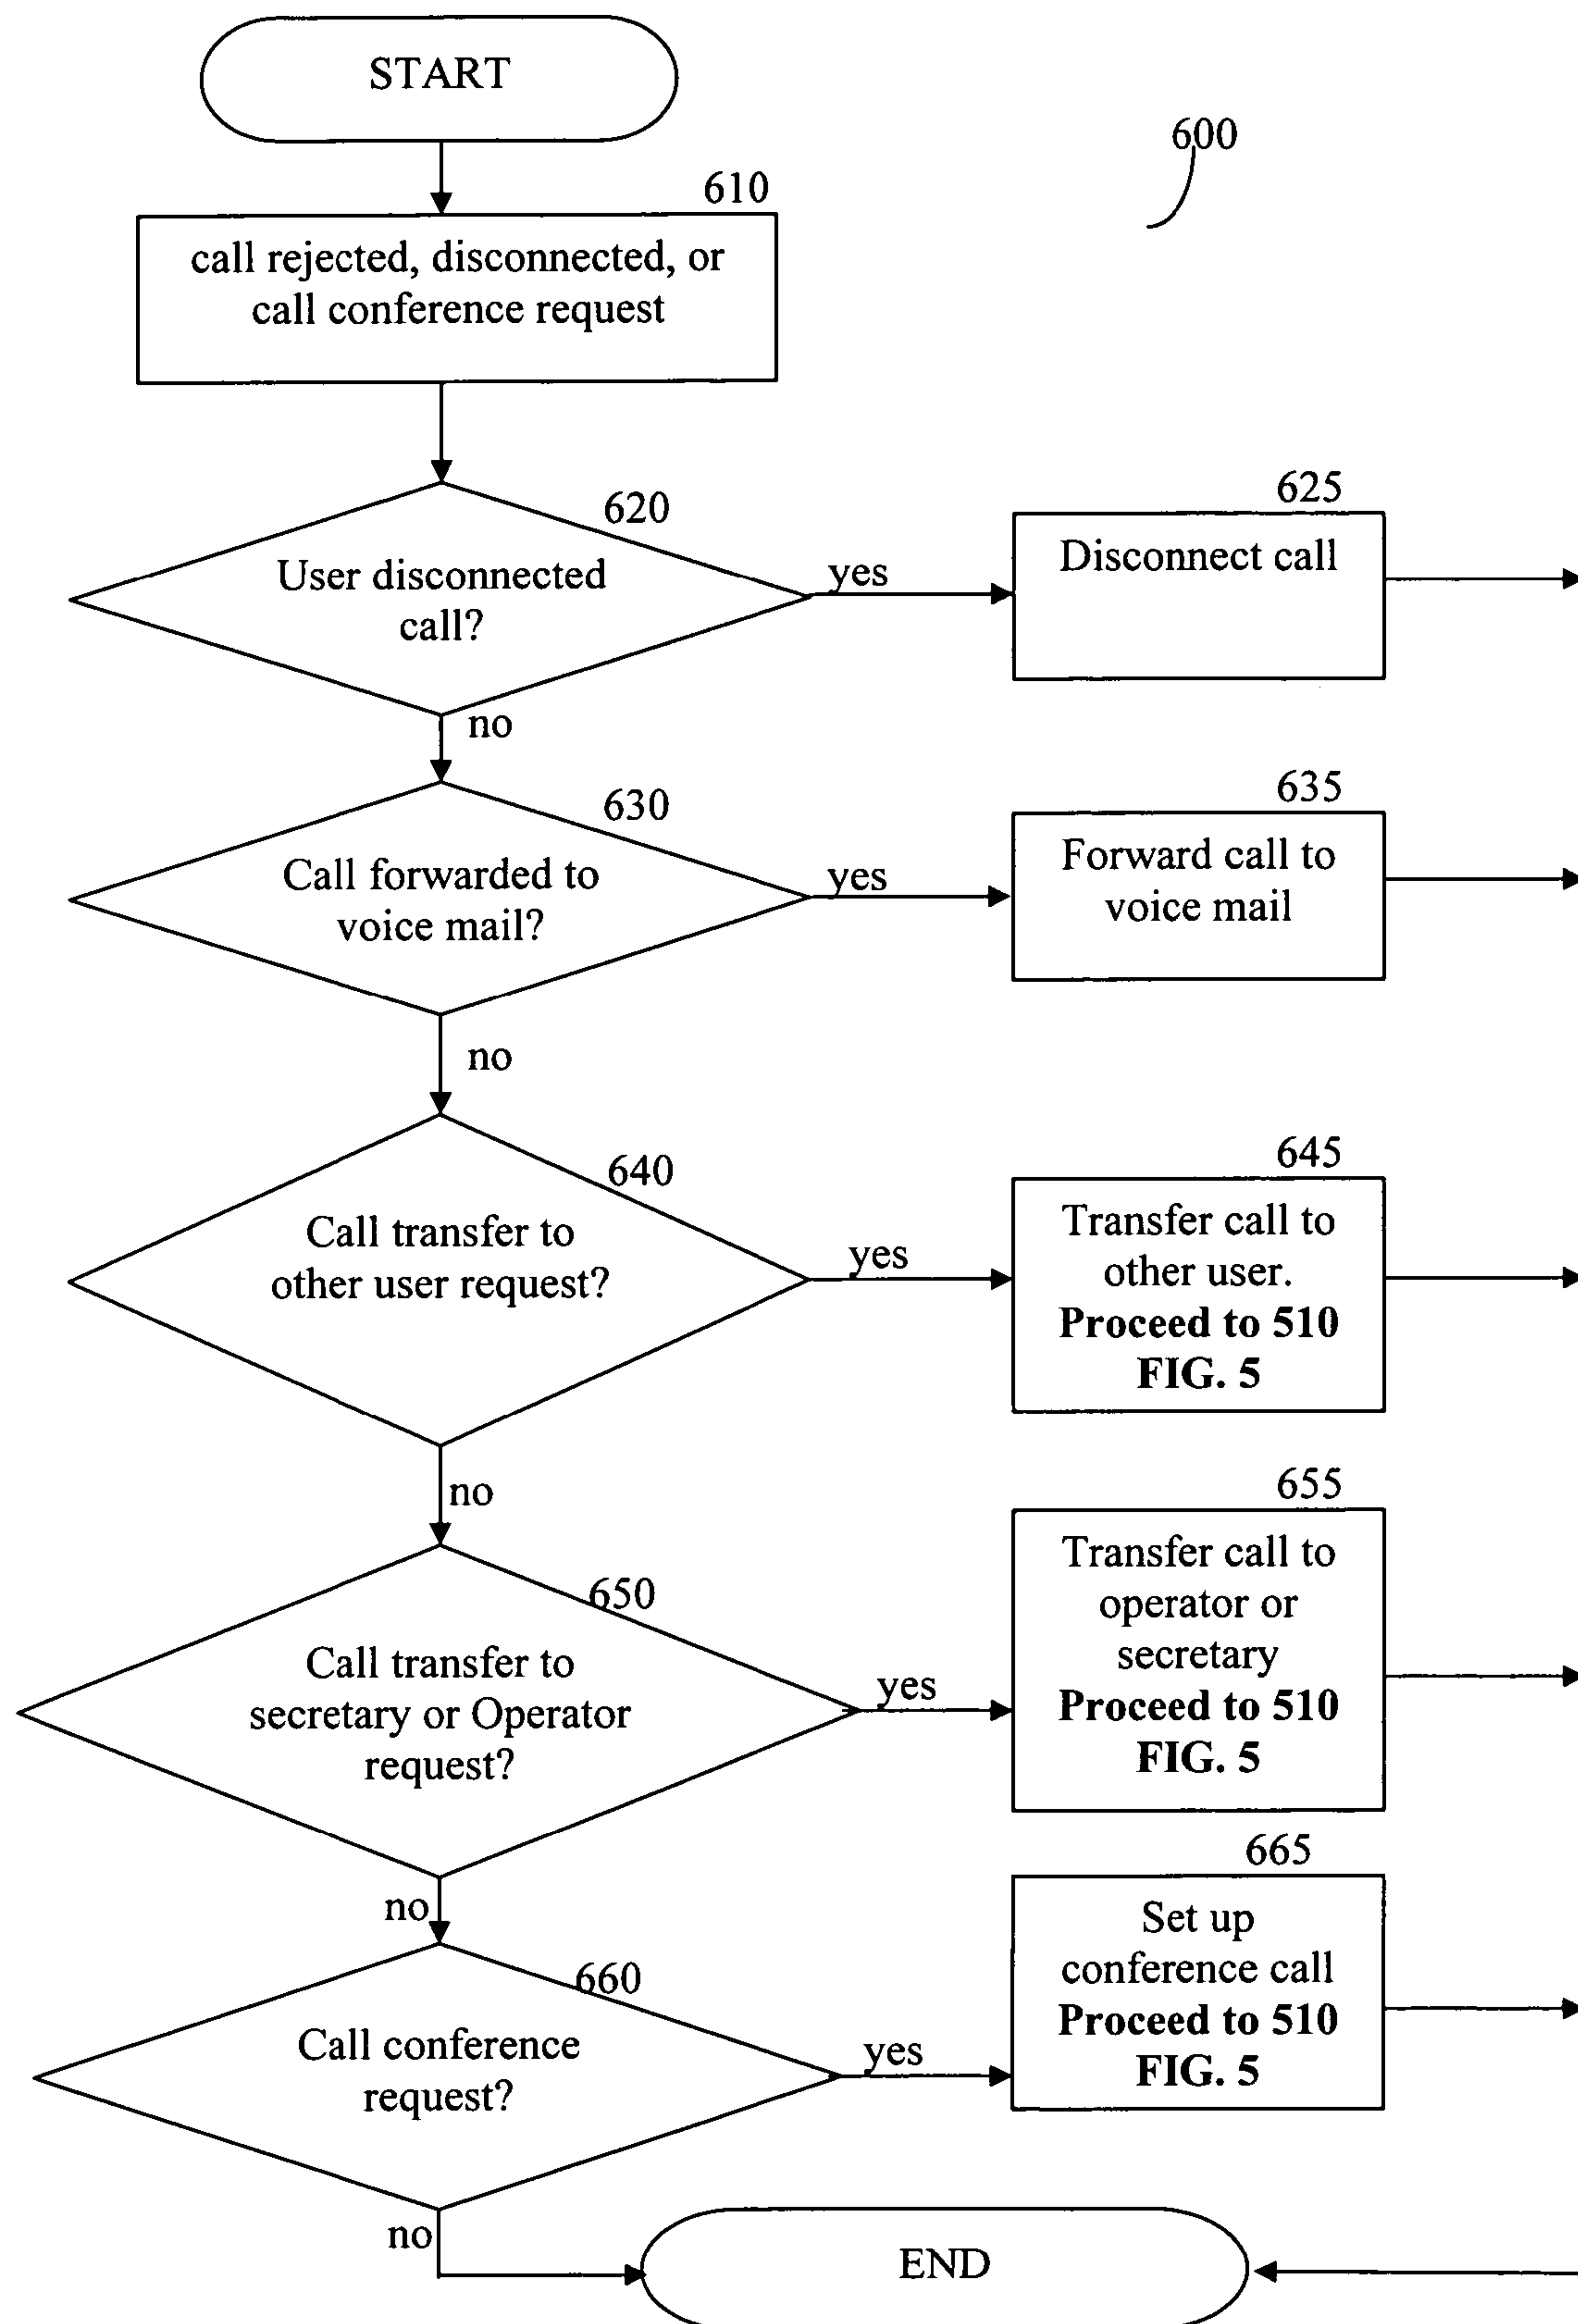 START
600
610
call rejected, disconnected, or
call conference request
620
User disconnected
call?
yes
625
Disconnect call
no
630
Call forwarded to
voice mail?
yes
635
Forward call to
voice mail
no
640
Call transfer to
other user request?
yes
645
Transfer call to
other user.
Proceed to 510
FIG. 5
no
650
Call transfer to
secretary or Operator
request?
yes
655
Transfer call to
operator or
secretary
Proceed to 510
FIG. 5
no
660
Call conference
request?
yes
665
Set up
conference call
Proceed to 510
FIG. 5
no
END